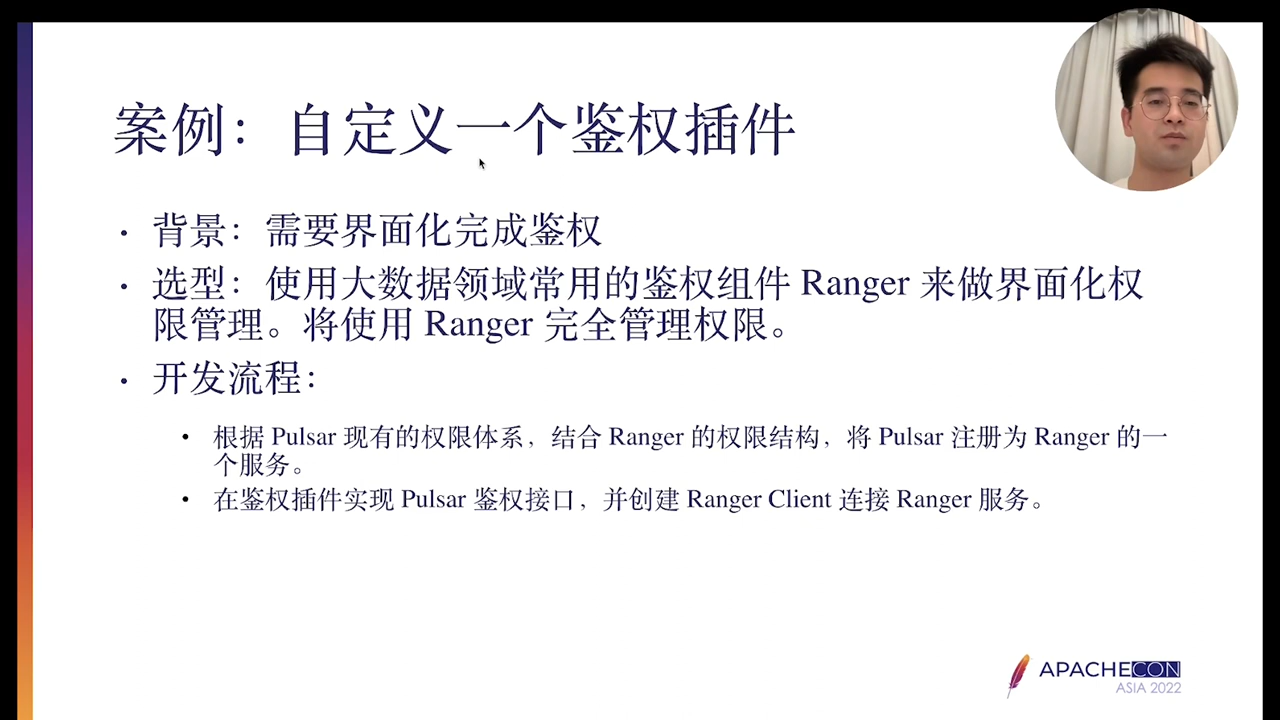 案例：自定义一个鉴权插件
• 背景：需要界面化完成鉴权
• 选型：使用大数据领域常用的鉴权组件 Ranger 来做界面化权
限管理。将使用 Ranger 完全管理权限。
• 开发流程：
• 根据 Pulsar 现有的权限体系，结合 Ranger 的权限结构，将 Pulsar 注册为 Ranger 的一
个服务。
• 在鉴权插件实现 Pulsar 鉴权接口，并创建 Ranger Client 连接 Ranger 服务。
APACHECON
ASIA 2022